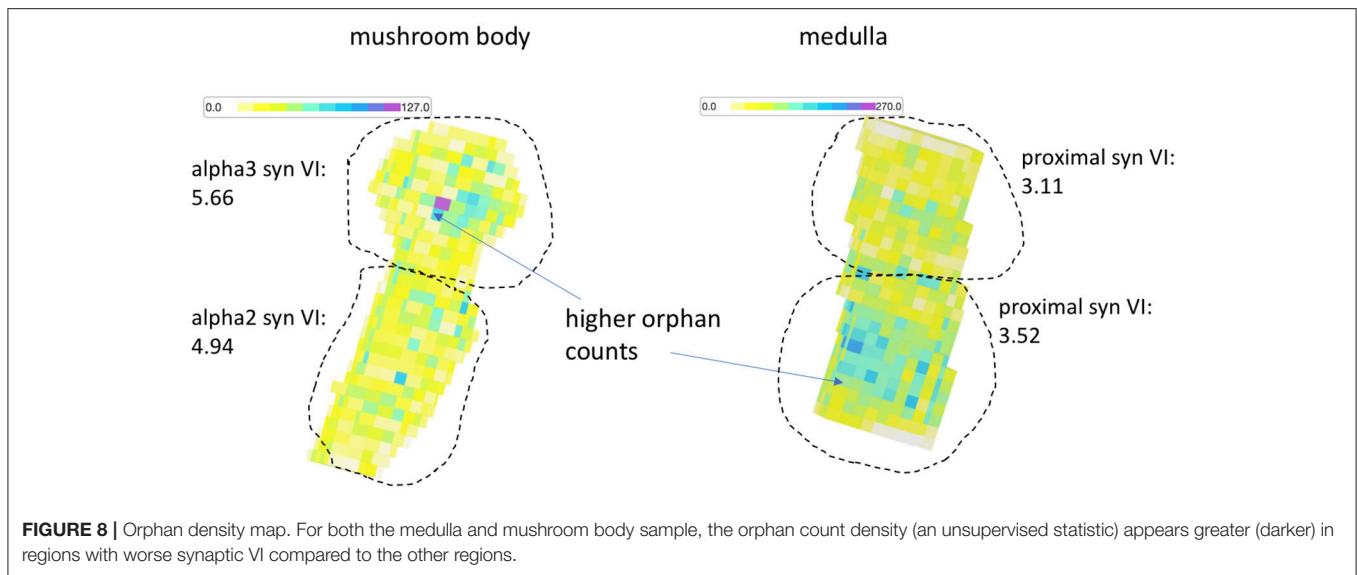 mushroom body
medulla
0.0
127.0
0.0
270.0
alpha3 syn VI:
5.66
proximal syn VI:
3.11
alpha2 syn VI:
4.94
higher orphan
counts
proximal syn VI:
3.52
FIGURE 8 | Orphan density map. For both the medulla and mushroom body sample, the orphan count density (an unsupervised statistic) appears greater (darker) in
regions with worse synaptic VI compared to the other regions.